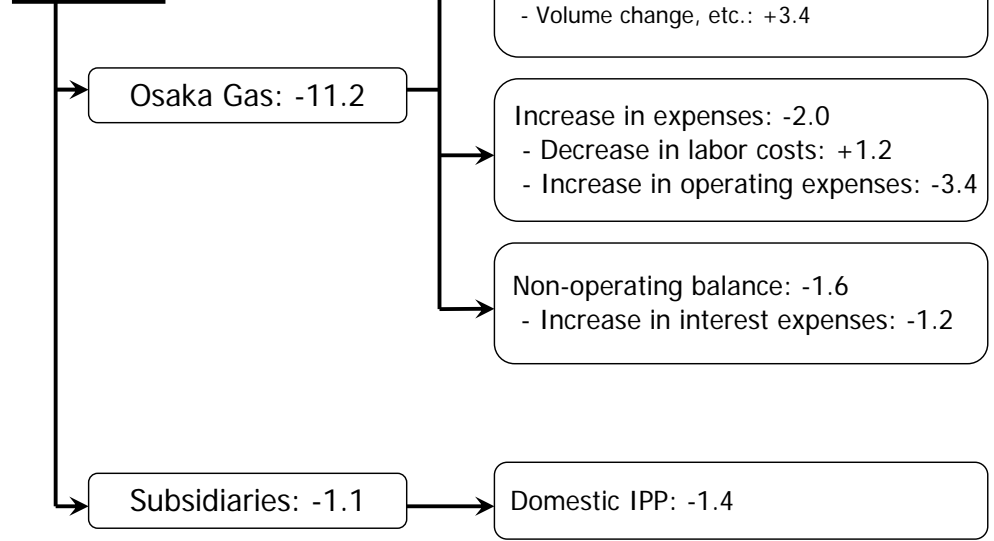 - Volume change, etc.: +3.4
Osaka Gas: -11.2
Increase in expenses: -2.0
- Decrease in labor costs: +1.2
- Increase in operating expenses: -3.4
Non-operating balance: -1.6
- Increase in interest expenses: -1.2
Subsidiaries: -1.1
Domestic IPP: -1.4